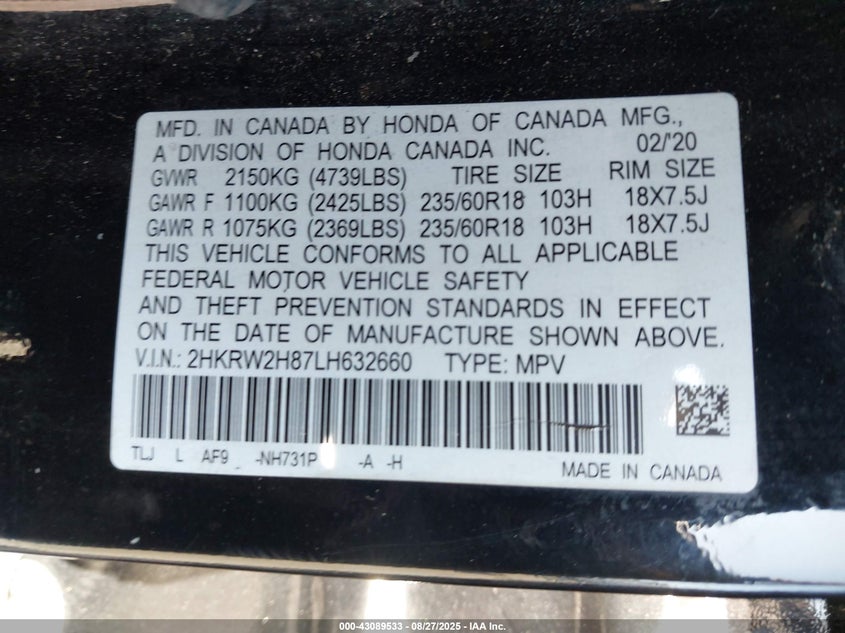 MFD. IN CANADA BY HONDA OF CANADA MFG.,
A DIVISION OF HONDA CANADA INC. 02/'20
GVWR 2150KG (4739LBS) TIRE SIZE RIM SIZE
GAWR F 1100KG (2425LBS) 235/60R18 103H 18X7.5J
GAWR R 1075KG (2369LBS) 235/60R18 103H 18X7.5J
THIS VEHICLE CONFORMS TO ALL APPLICABLE
FEDERAL MOTOR VEHICLE SAFETY
AND THEFT PREVENTION STANDARDS IN EFFECT
ON THE DATE OF MANUFACTURE SHOWN ABOVE.
V.I.N.: 2HKRW2H87LH632660 TYPE: MPV
TLJ L AF9_ -NH731P -A -H
MADE IN CANADA
000-43089533 - 08/27/2025 - IAA Inc.